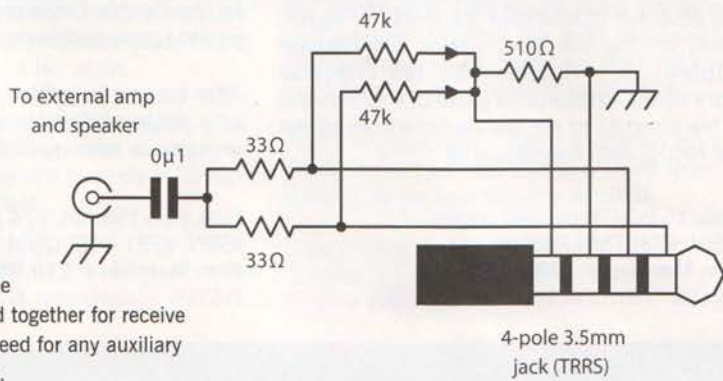 47k
510Ω
To external amp
and speaker
47k
0µ1
33Ω
33Ω
together for receive
eed for any auxiliary
4-pole 3.5mm
jack (TRRS)